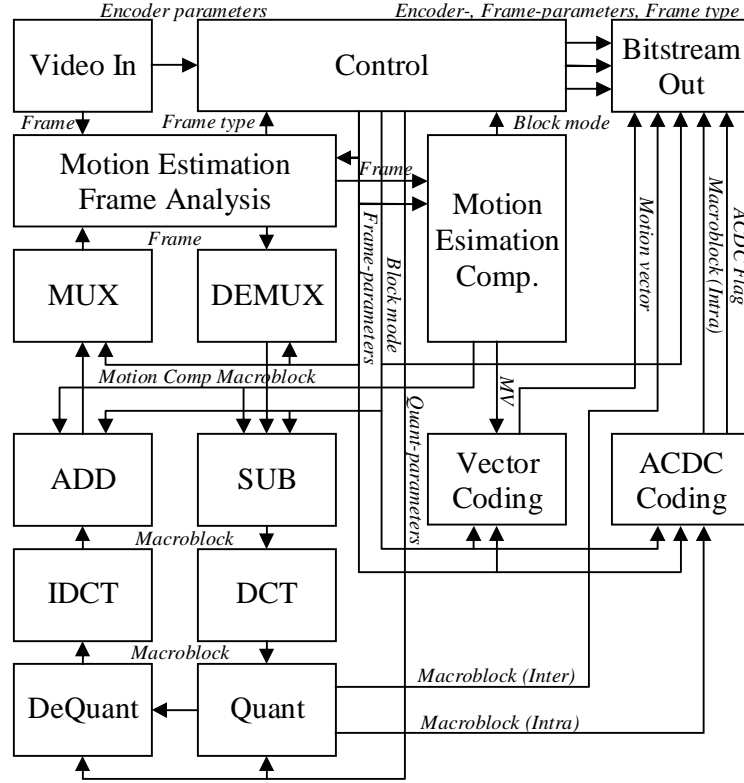 Encoder parameters
Encoder-, Frame-parameters, Frame type
Video In
Control
Bitstream
Out
Frame
Frame type
Block mode
Motion Estimation
Frame Analysis
Frame
Motion
Esimation
Comp.
Frame
MUX
DEMUX
Frame-parameters
Block mode
Motion vector
Macroblock (Intra)
ACDC Flag
Motion Comp Macroblock
MV
Quant-parameters
ADD
SUB
Vector
Coding
ACDC
Coding
Macroblock
IDCT
DCT
Macroblock
DeQuant
Quant
Macroblock (Inter)
Macroblock (Intra)